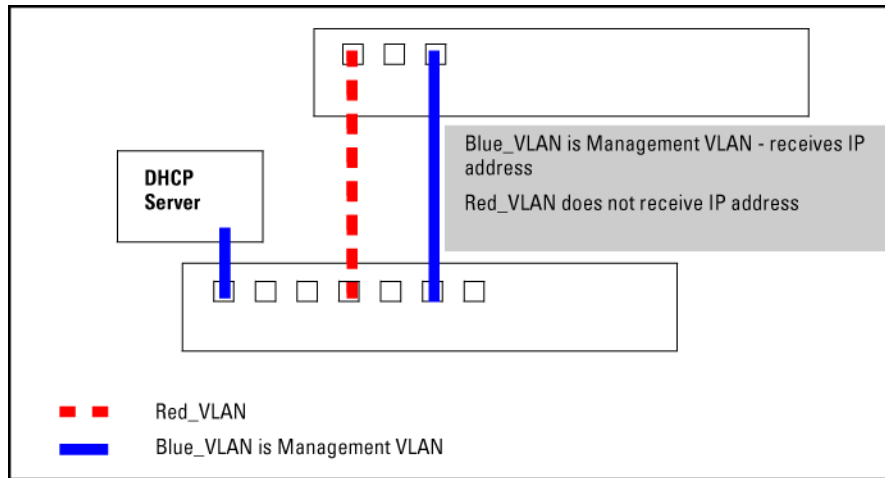 Blue_VLAN is Management VLAN - receives IP
address
Red_VLAN does not receive IP address
DHCP
Server
Red_VLAN
Blue_VLAN is Management VLAN